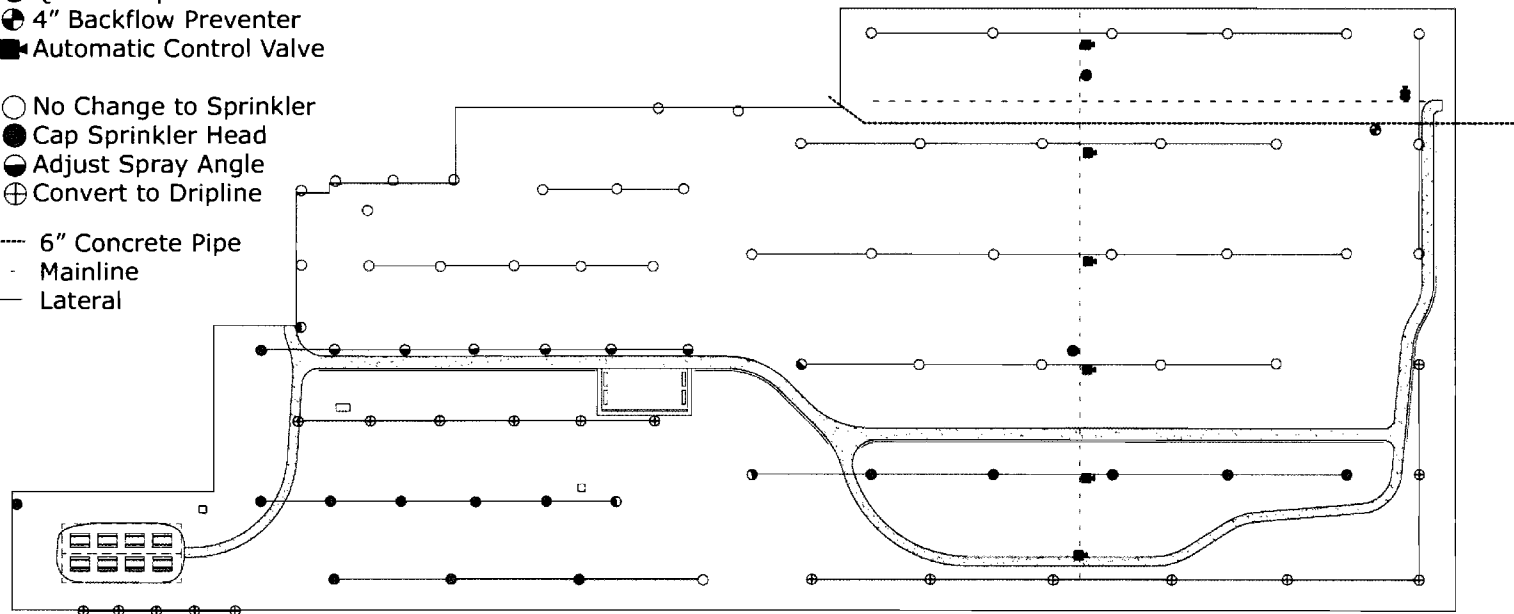 4" Backflow Preventer
Automatic Control Valve
No Change to Sprinkler
Cap Sprinkler Head
Adjust Spray Angle
Convert to Dripline
6" Concrete Pipe
Mainline
Lateral